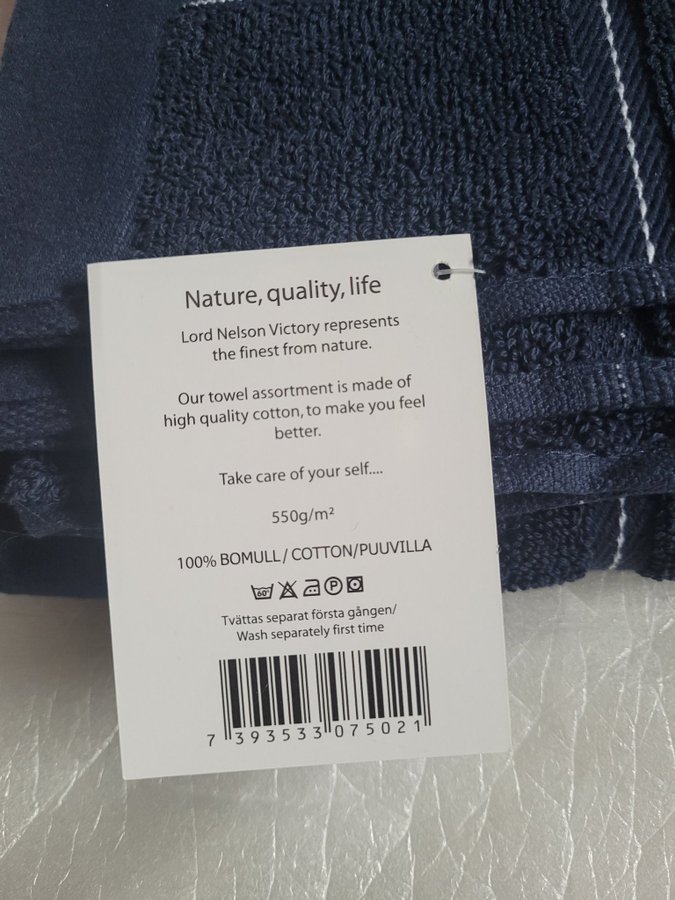 Nature, quality, life
Lord Nelson Victory represents
the finest from nature.
Our towel assortment is made of
high quality cotton, to make you feel
better.
Take care of your self....
550g/m²
100% BOMULL / COTTON/PUUVILLA
60° P
Tvättas separat första gången/
Wash separately first time
7 393533 075021